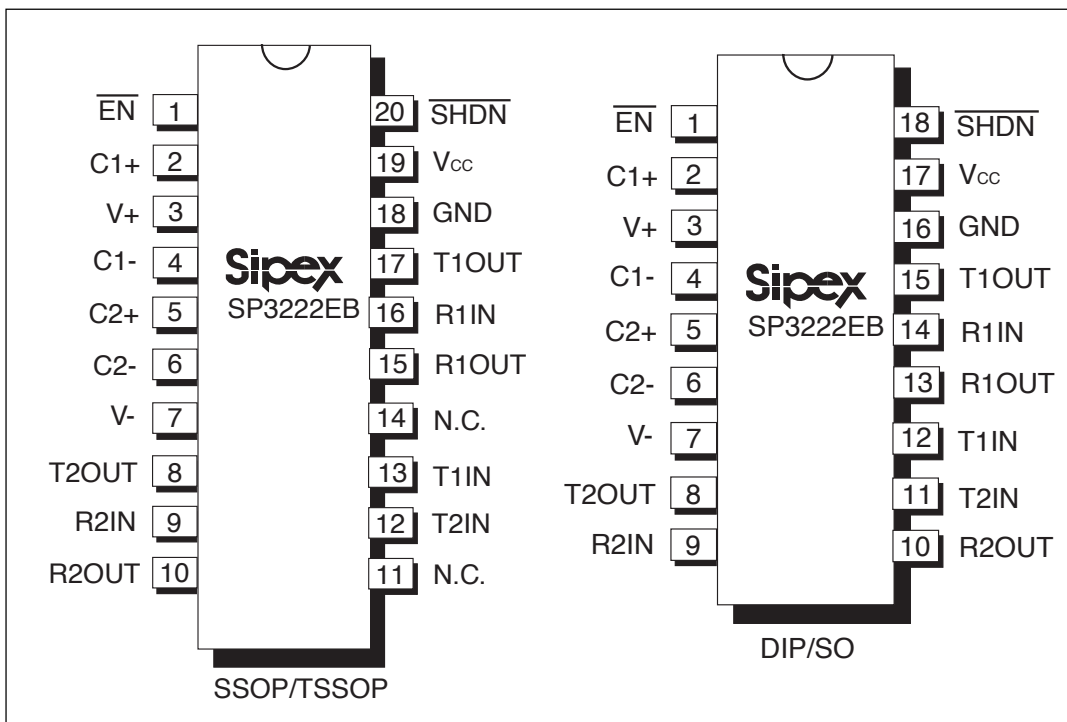 EN 1 20 SHDN
C1+ 2 19 Vcc
V+ 3 18 GND
C1- 4 17 T1OUT
Sipex
SP3222EB
C2+ 5 16 R1IN
C2- 6 15 R1OUT
V- 7 14 N.C.
T2OUT 8 13 T1IN
R2IN 9 12 T2IN
R2OUT 10 11 N.C.
SSOP/TSSOP
EN 1 18 SHDN
C1+ 2 17 Vcc
V+ 3 16 GND
C1- 4 15 T1OUT
Sipex
SP3222EB
C2+ 5 14 R1IN
C2- 6 13 R1OUT
V- 7 12 T1IN
T2OUT 8 11 T2IN
R2IN 9 10 R2OUT
DIP/SO